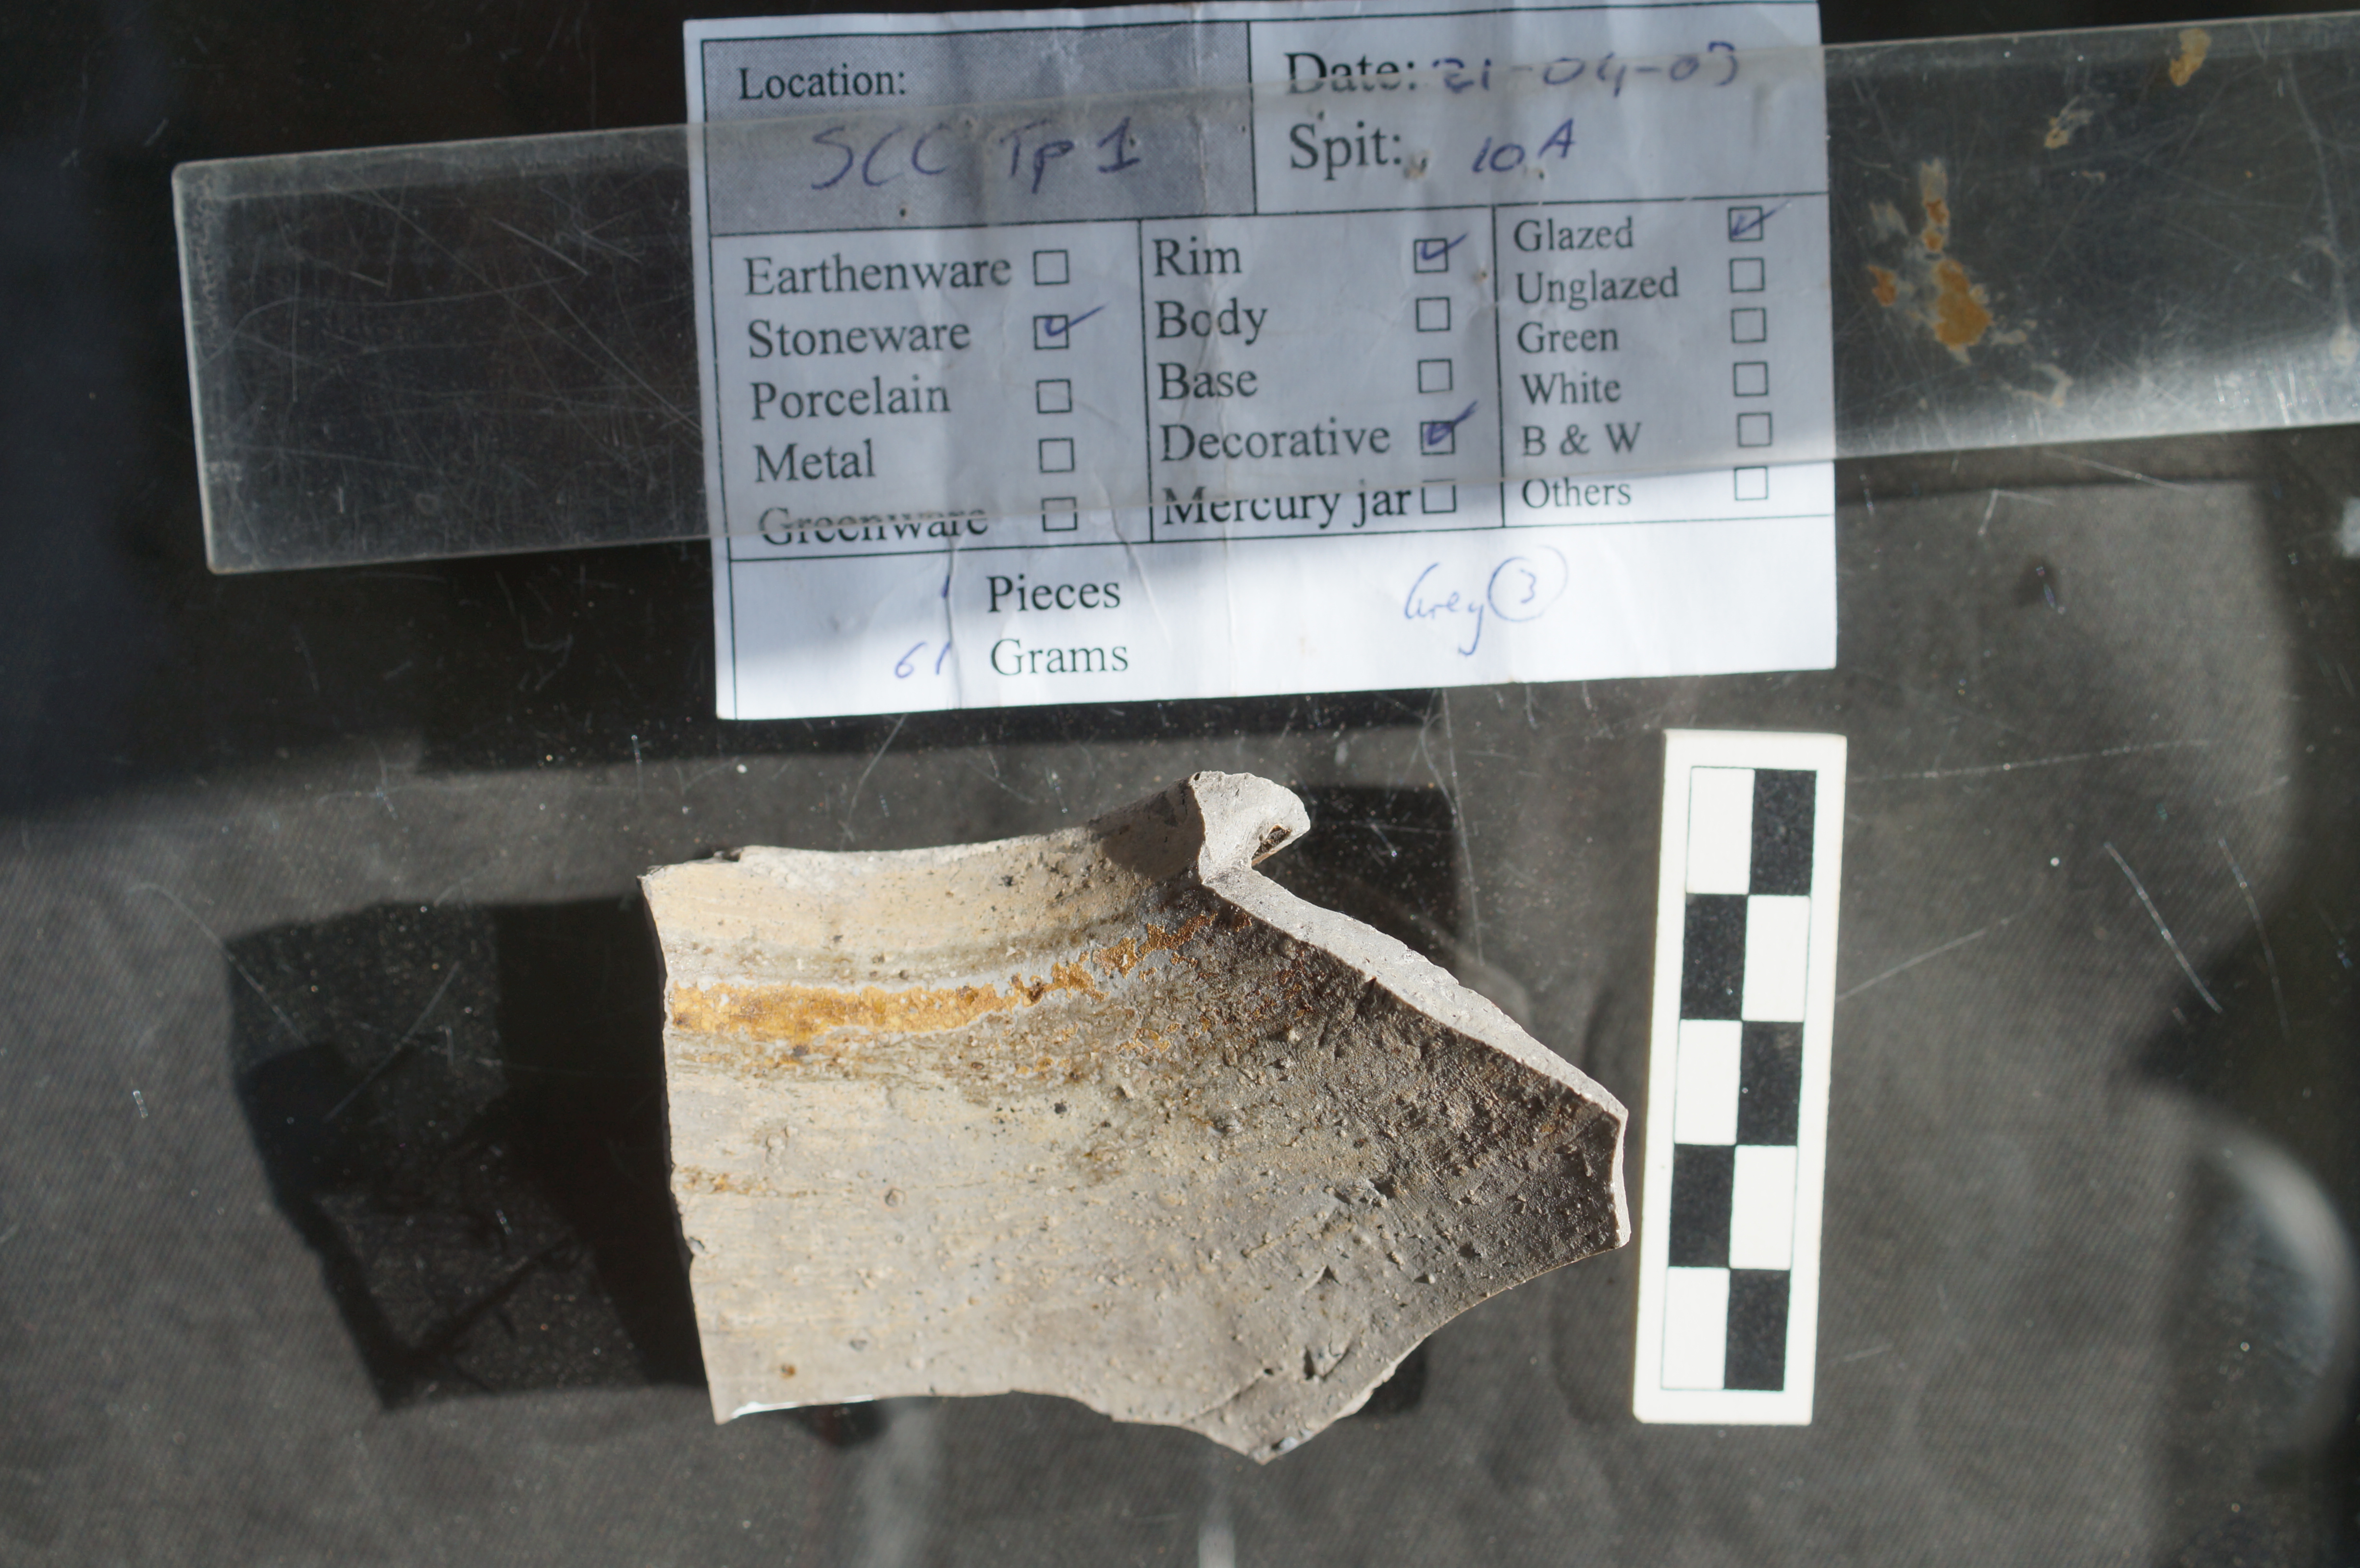 Location:
SCC TP1
Date: 21-04-03
Spit: 10A
Earthenware ☐
Stoneware ☑
Porcelain ☐
Metal ☐
Greenware ☐
Rim ☑
Body ☐
Base ☐
Decorative ☑
Mercury jar ☐
Glazed ☑
Unglazed ☐
Green ☐
White ☐
B & W ☐
Others ☐
1 Pieces
61 Grams
Grey ③